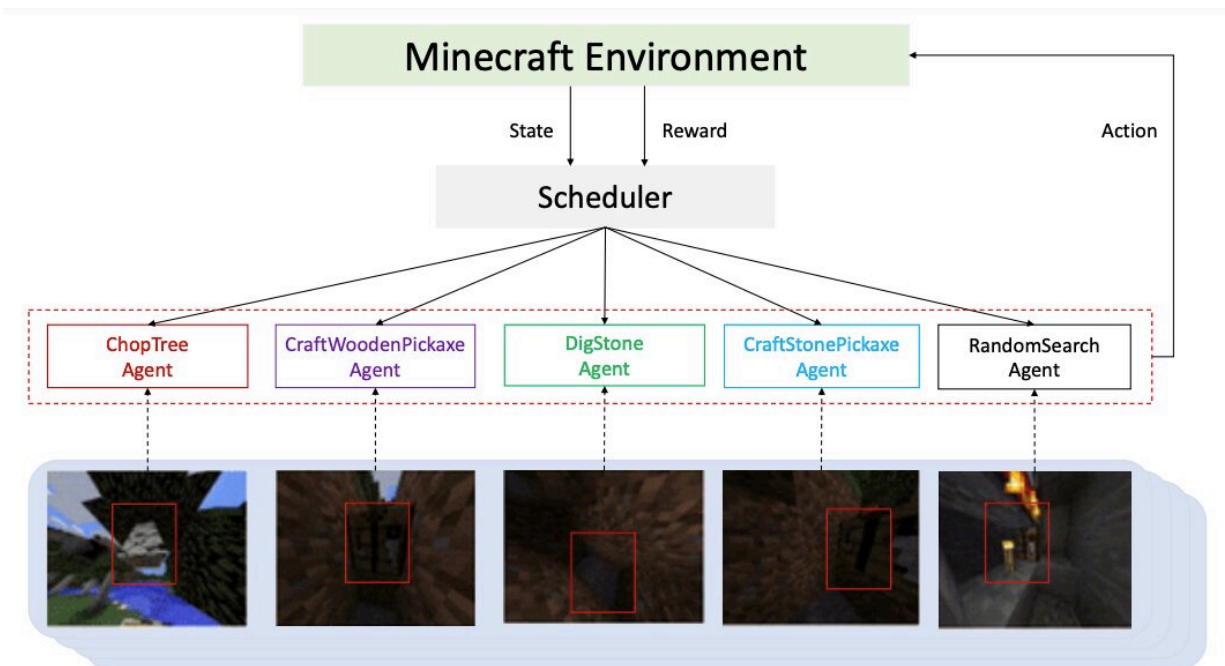 Minecraft Environment
State
Reward
Action
Scheduler
ChopTree
Agent
CraftWoodenPickaxe
Agent
DigStone
Agent
CraftStonePickaxe
Agent
RandomSearch
Agent